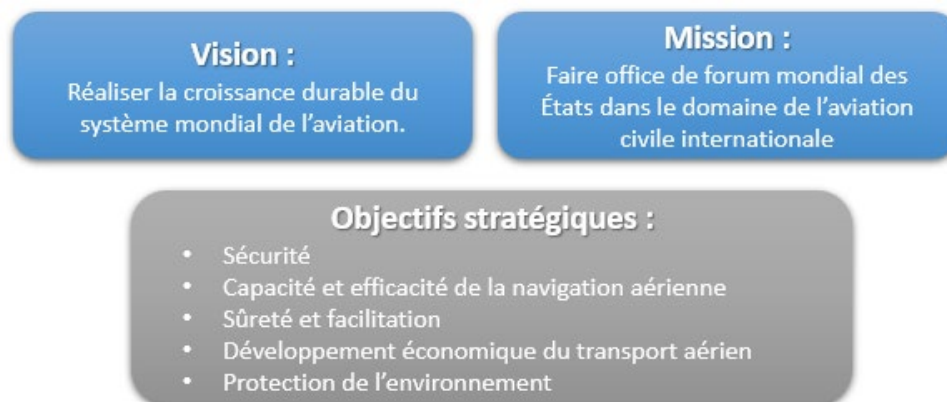 Vision :
Réaliser la croissance durable du
système mondial de l’aviation.
Mission :
Faire office de forum mondial des
États dans le domaine de l’aviation
civile internationale
Objectifs stratégiques :
• Sécurité
• Capacité et efficacité de la navigation aérienne
• Sûreté et facilitation
• Développement économique du transport aérien
• Protection de l’environnement